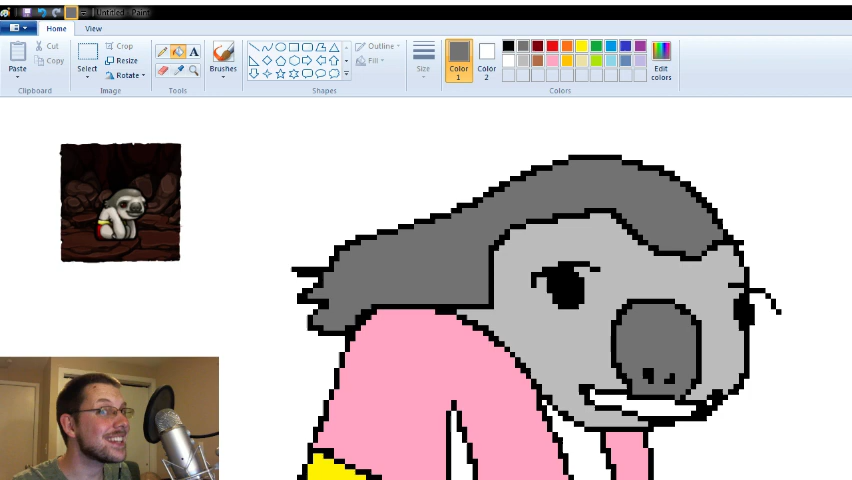 Untitled - Paint
Home View
Paste
Cut
Copy
Clipboard
Select
Crop
Resize
Rotate
Image
A
Tools
Brushes
Outline
Fill
Shapes
Size
Color 1
Color 2
Edit colors
Colors